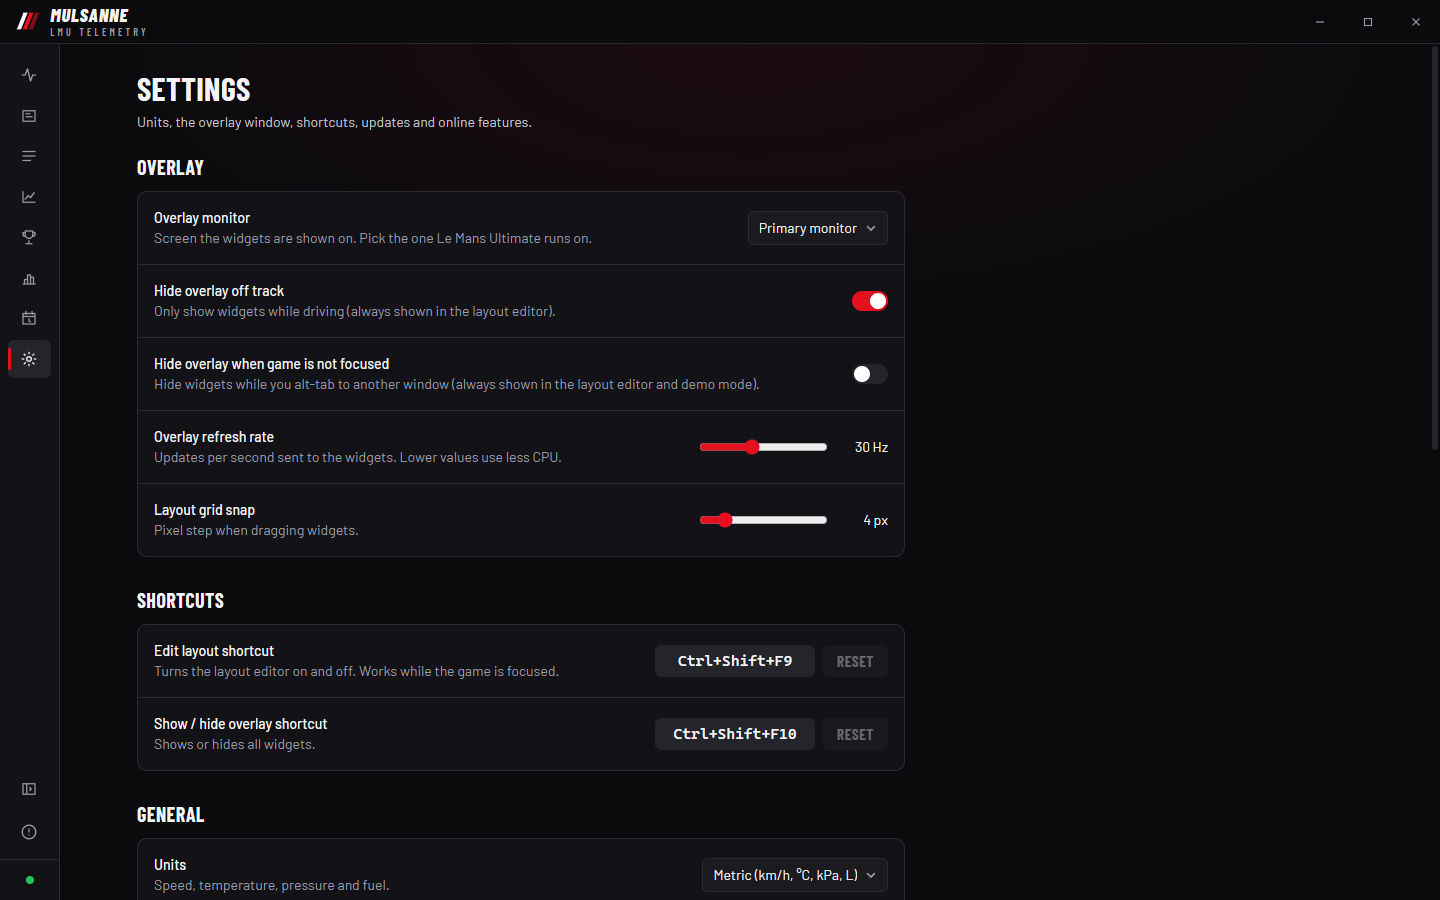 MULSANNE
LMU TELEMETRY
SETTINGS
Units, the overlay window, shortcuts, updates and online features.
OVERLAY
Overlay monitor
Screen the widgets are shown on. Pick the one Le Mans Ultimate runs on.
Primary monitor
Hide overlay off track
Only show widgets while driving (always shown in the layout editor).
Hide overlay when game is not focused
Hide widgets while you alt-tab to another window (always shown in the layout editor and demo mode).
Overlay refresh rate
Updates per second sent to the widgets. Lower values use less CPU.
30 Hz
Layout grid snap
Pixel step when dragging widgets.
4 px
SHORTCUTS
Edit layout shortcut
Turns the layout editor on and off. Works while the game is focused.
Ctrl+Shift+F9
RESET
Show / hide overlay shortcut
Shows or hides all widgets.
Ctrl+Shift+F10
RESET
GENERAL
Units
Speed, temperature, pressure and fuel.
Metric (km/h, °C, kPa, L)